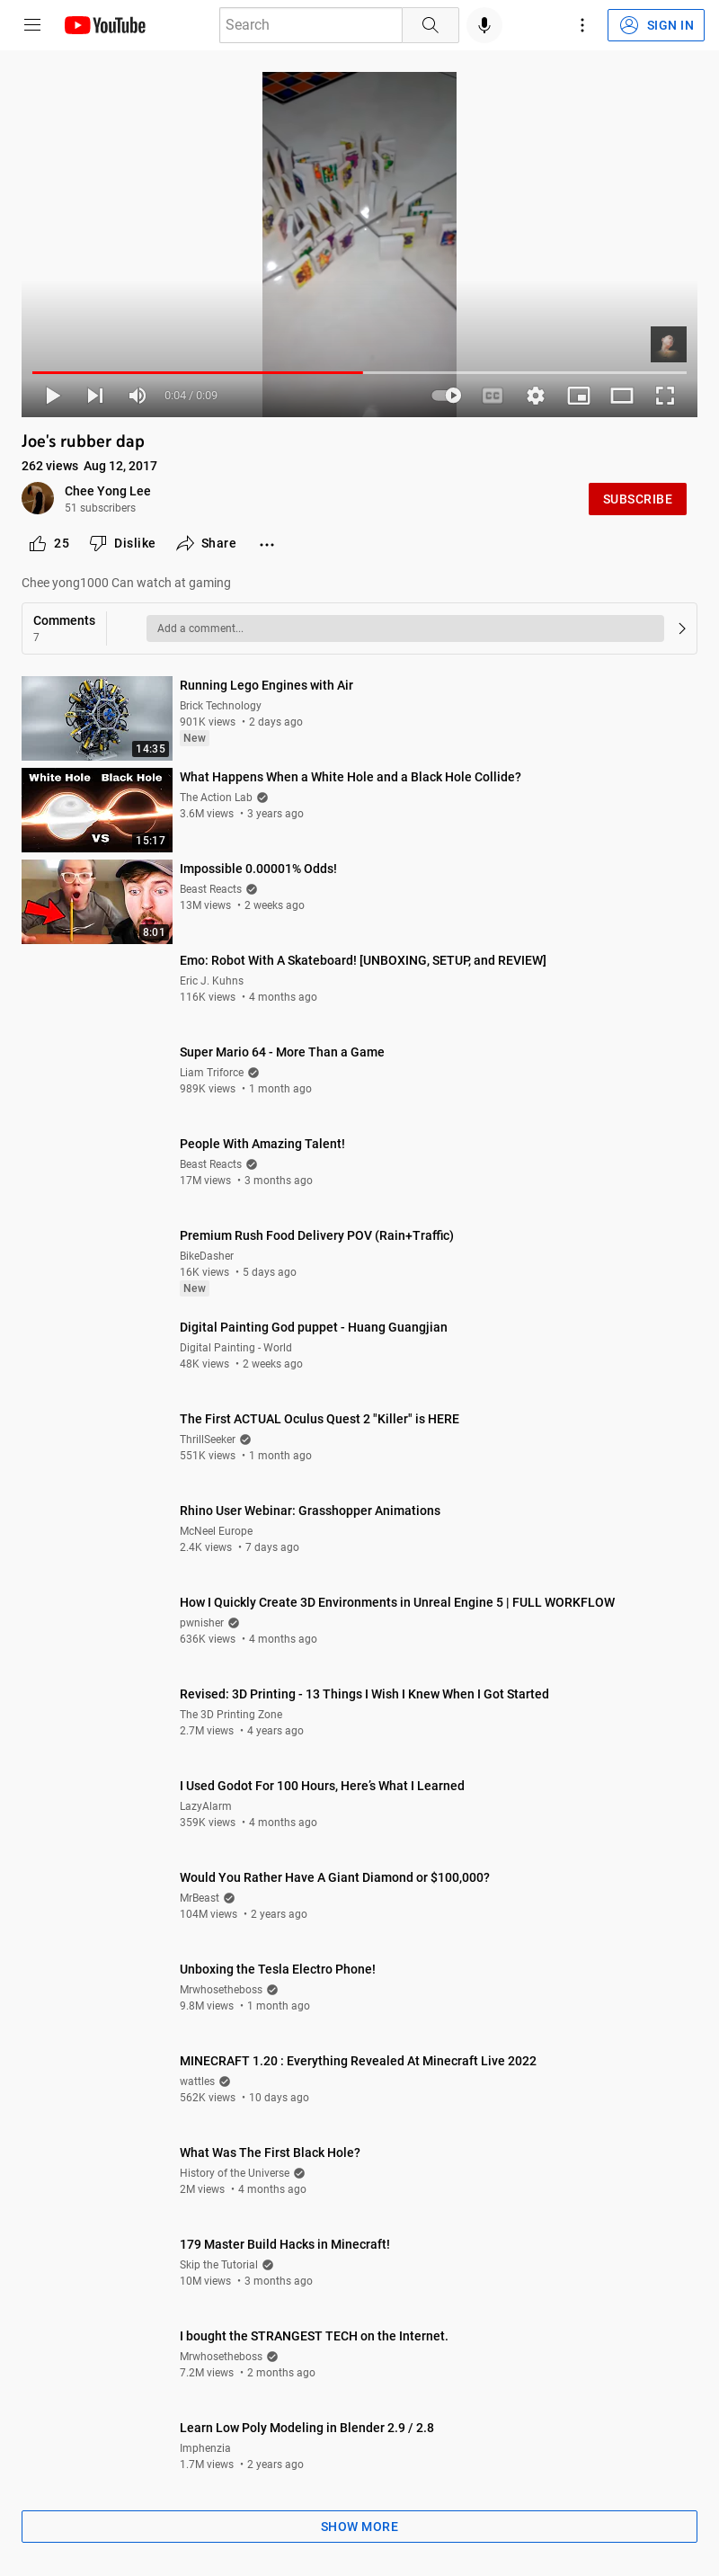 YouTube
Search
SIGN IN
0:04 / 0:09
CC
Joe's rubber dap
262 views Aug 12, 2017
Chee Yong Lee
51 subscribers
SUBSCRIBE
25 Dislike Share
Chee yong1000 Can watch at gaming
Comments
7
Add a comment...
14:35
Running Lego Engines with Air
Brick Technology
901K views • 2 days ago
New
White Hole Black Hole
VS
15:17
What Happens When a White Hole and a Black Hole Collide?
The Action Lab
3.6M views • 3 years ago
8:01
Impossible 0.00001% Odds!
Beast Reacts
13M views • 2 weeks ago
Emo: Robot With A Skateboard! [UNBOXING, SETUP, and REVIEW]
Eric J. Kuhns
116K views • 4 months ago
Super Mario 64 - More Than a Game
Liam Triforce
989K views • 1 month ago
People With Amazing Talent!
Beast Reacts
17M views • 3 months ago
Premium Rush Food Delivery POV (Rain+Traffic)
BikeDasher
16K views • 5 days ago
New
Digital Painting God puppet - Huang Guangjian
Digital Painting - World
48K views • 2 weeks ago
The First ACTUAL Oculus Quest 2 "Killer" is HERE
ThrillSeeker
551K views • 1 month ago
Rhino User Webinar: Grasshopper Animations
McNeel Europe
2.4K views • 7 days ago
How I Quickly Create 3D Environments in Unreal Engine 5 | FULL WORKFLOW
pwnisher
636K views • 4 months ago
Revised: 3D Printing - 13 Things I Wish I Knew When I Got Started
The 3D Printing Zone
2.7M views • 4 years ago
I Used Godot For 100 Hours, Here’s What I Learned
LazyAlarm
359K views • 4 months ago
Would You Rather Have A Giant Diamond or $100,000?
MrBeast
104M views • 2 years ago
Unboxing the Tesla Electro Phone!
Mrwhosetheboss
9.8M views • 1 month ago
MINECRAFT 1.20 : Everything Revealed At Minecraft Live 2022
wattles
562K views • 10 days ago
What Was The First Black Hole?
History of the Universe
2M views • 4 months ago
179 Master Build Hacks in Minecraft!
Skip the Tutorial
10M views • 3 months ago
I bought the STRANGEST TECH on the Internet.
Mrwhosetheboss
7.2M views • 2 months ago
Learn Low Poly Modeling in Blender 2.9 / 2.8
Imphenzia
1.7M views • 2 years ago
SHOW MORE